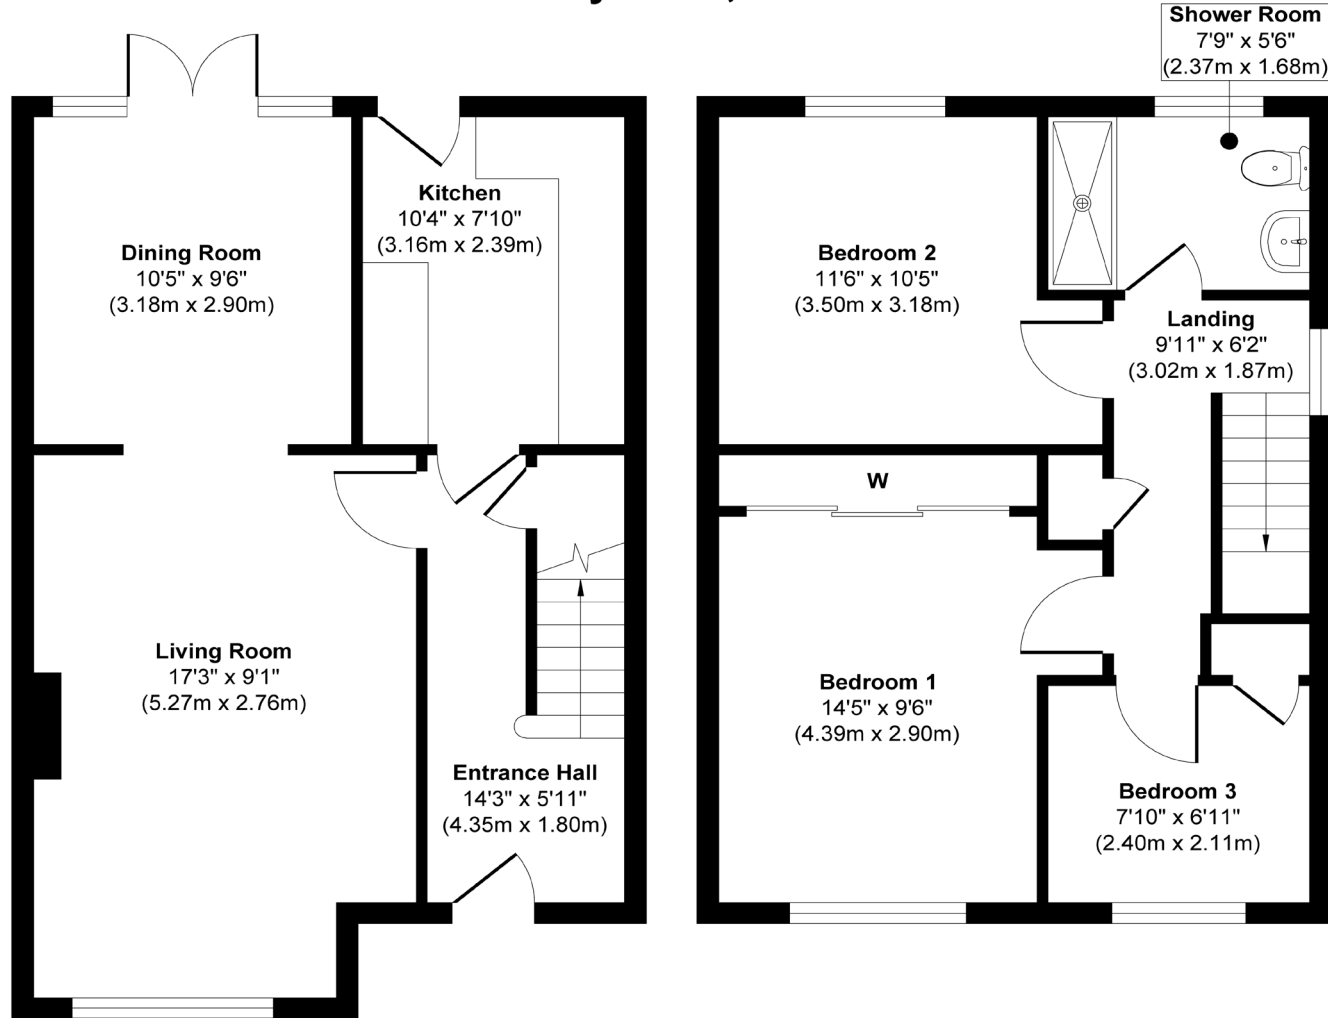 Shower Room
7'9" x 5'6"
(2.37m x 1.68m)
Kitchen
10'4" x 7'10"
(3.16m x 2.39m)
Dining Room
10'5" x 9'6"
(3.18m x 2.90m)
Bedroom 2
11'6" x 10'5"
(3.50m x 3.18m)
Landing
9'11" x 6'2"
(3.02m x 1.87m)
W
Living Room
17'3" x 9'1"
(5.27m x 2.76m)
Bedroom 1
14'5" x 9'6"
(4.39m x 2.90m)
Entrance Hall
14'3" x 5'11"
(4.35m x 1.80m)
Bedroom 3
7'10" x 6'11"
(2.40m x 2.11m)